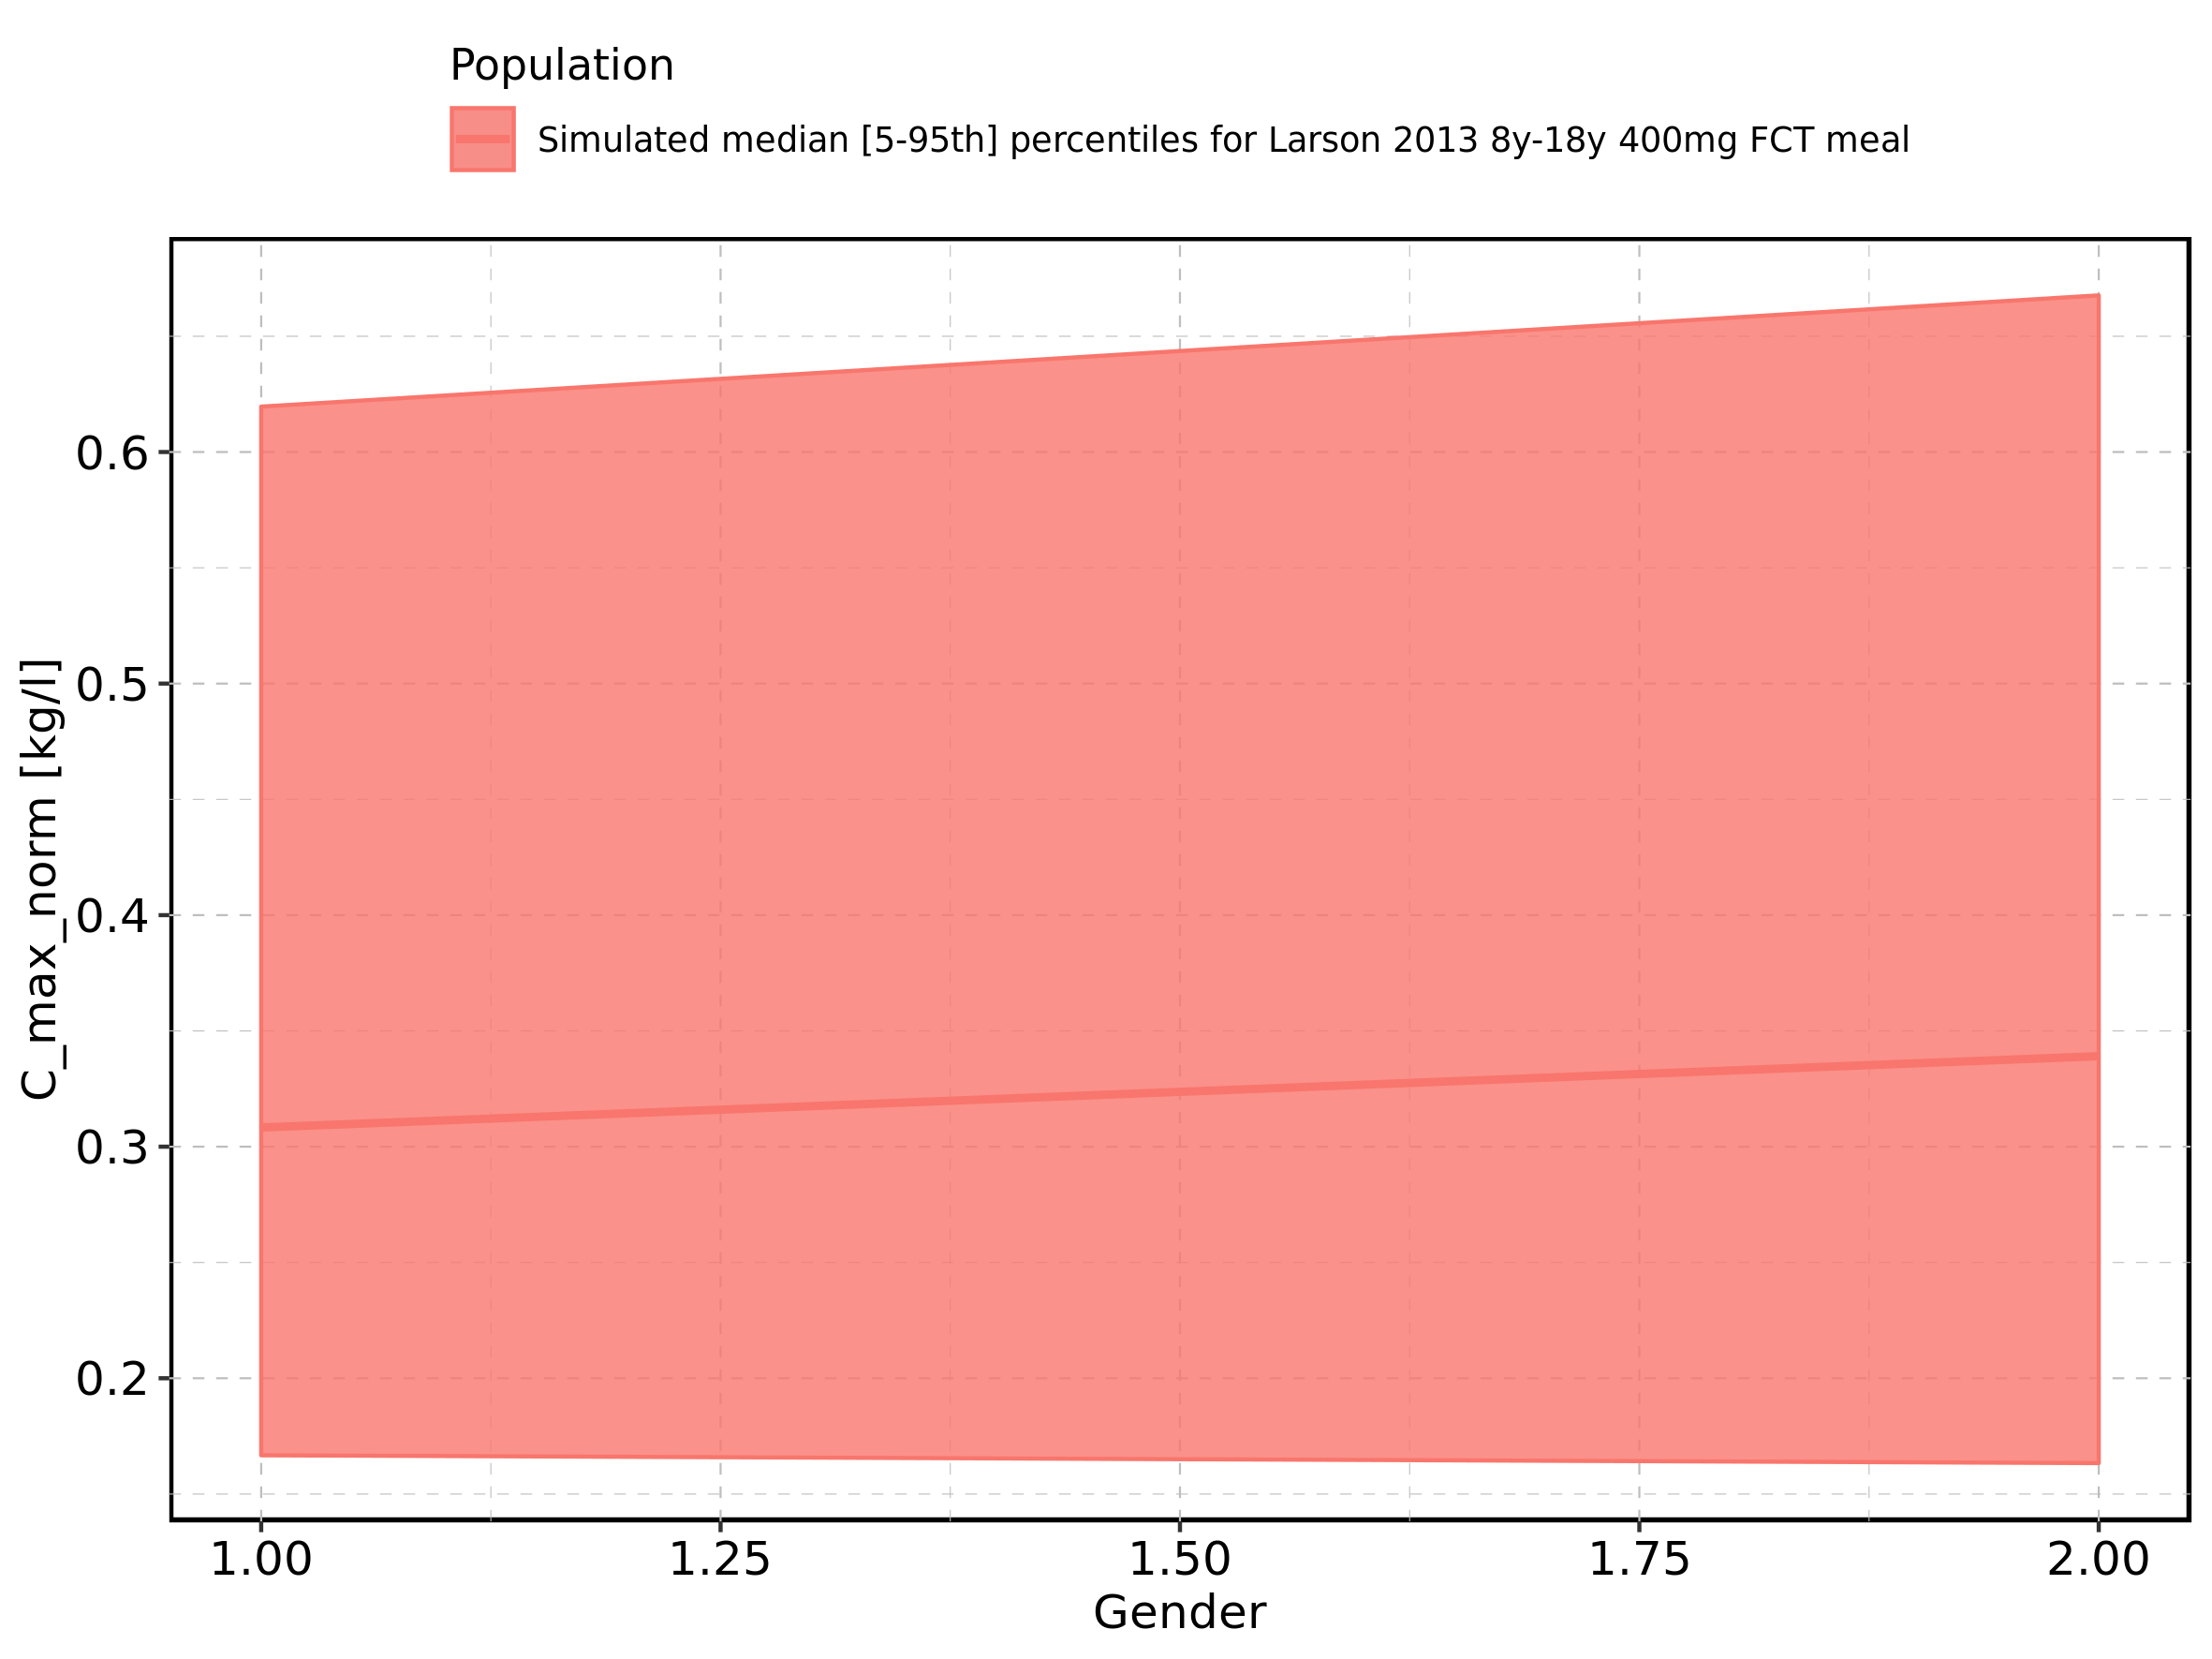 Population
Simulated median [5-95th] percentiles for Larson 2013 8y-18y 400mg FCT meal
C_max_norm [kg/l]
0.6
0.5
0.4
0.3
0.2
1.00 1.25 1.50 1.75 2.00
Gender